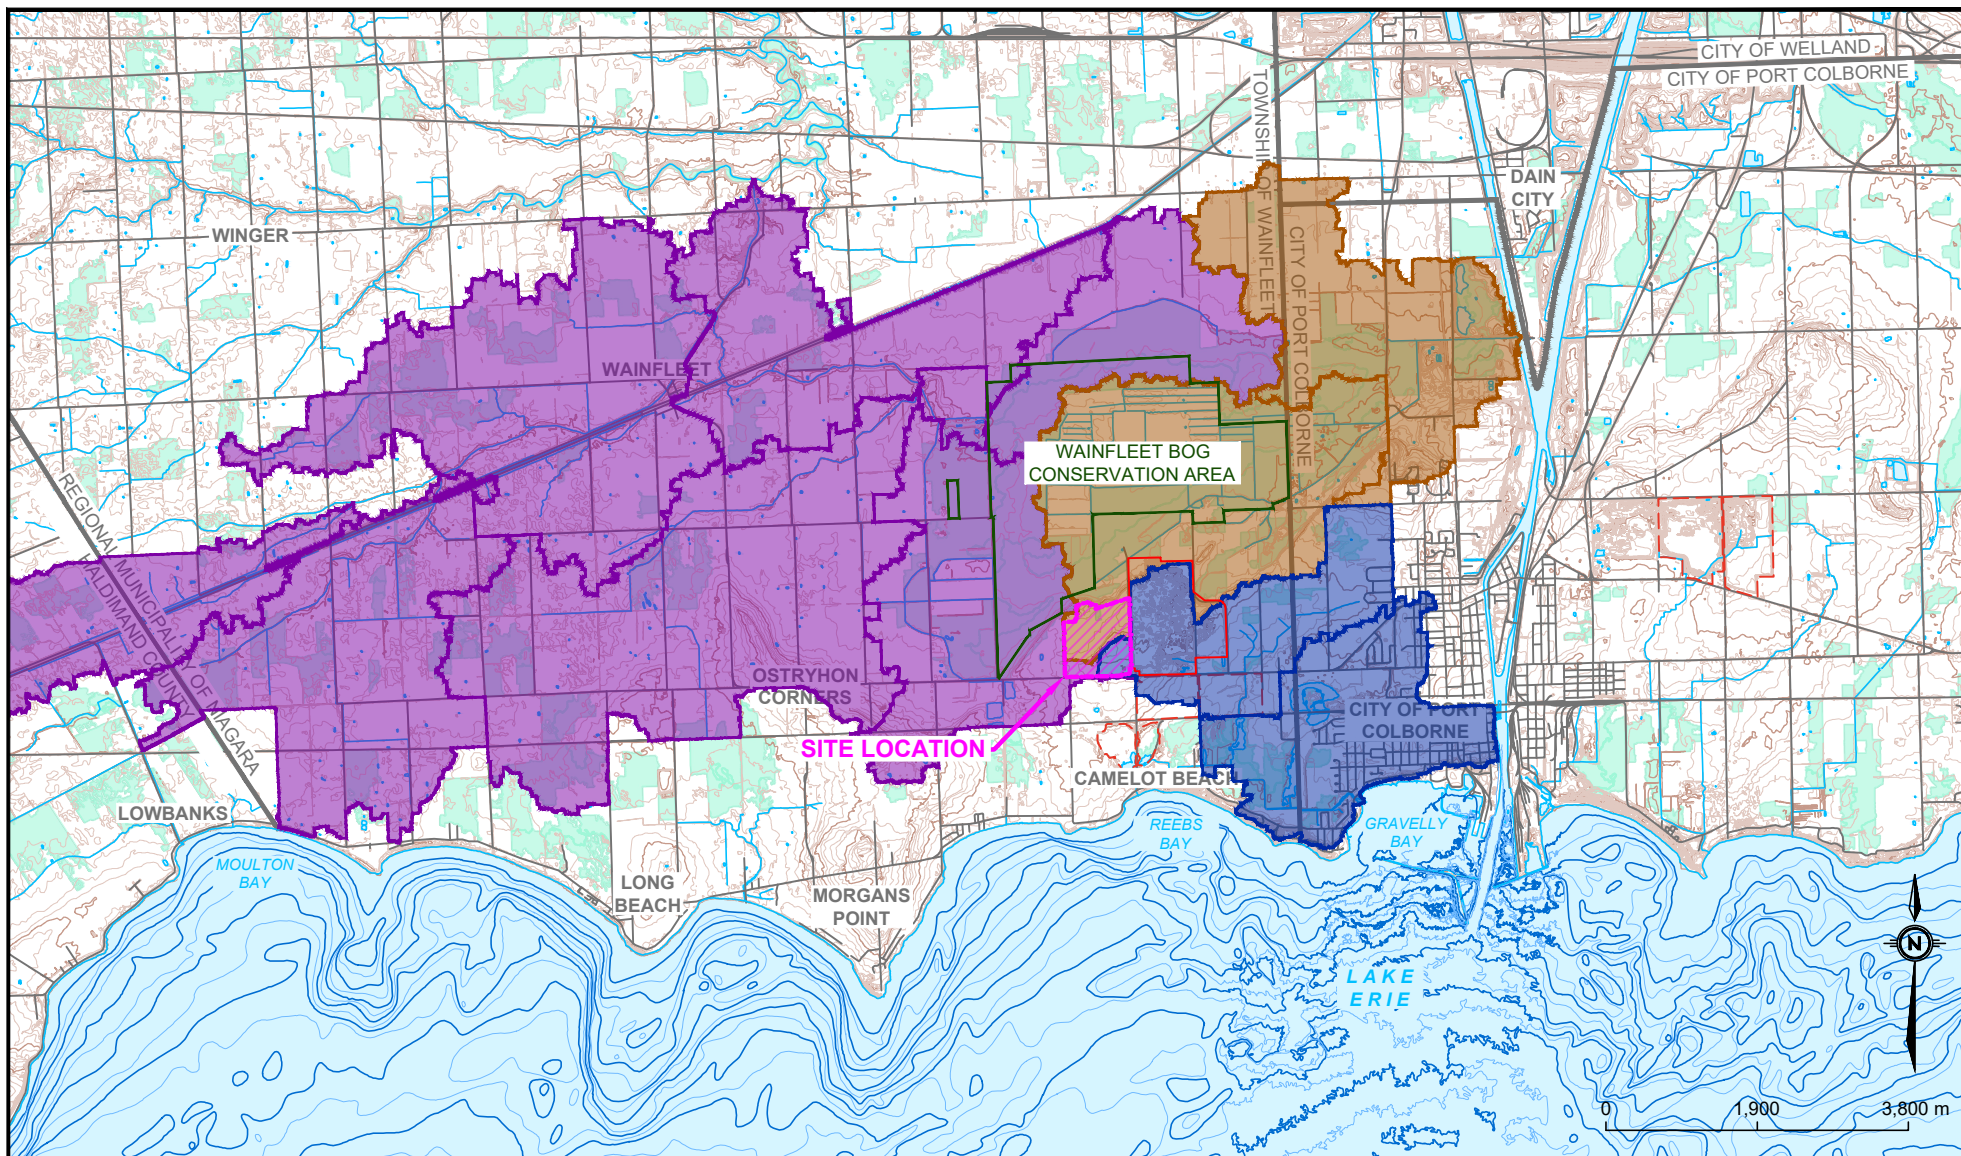 CITY OF WELLAND
CITY OF PORT COLBORNE
TOWNSHIP OF WAINFLEET
CITY OF PORT COLBORNE
DAIN
CITY
WINGER
WAINFLEET
WAINFLEET BOG
CONSERVATION AREA
REGIONAL MUNICIPALITY OF NIAGARA
HALDIMAND COUNTY
OSTRYHON
CORNERS
SITE LOCATION
CITY OF PORT
COLBORNE
CAMELOT BEACH
LOWBANKS
MOULTON
BAY
REEBS
BAY
GRAVELLY
BAY
LONG
BEACH
MORGANS
POINT
LAKE
ERIE
N
0 1,900 3,800 m